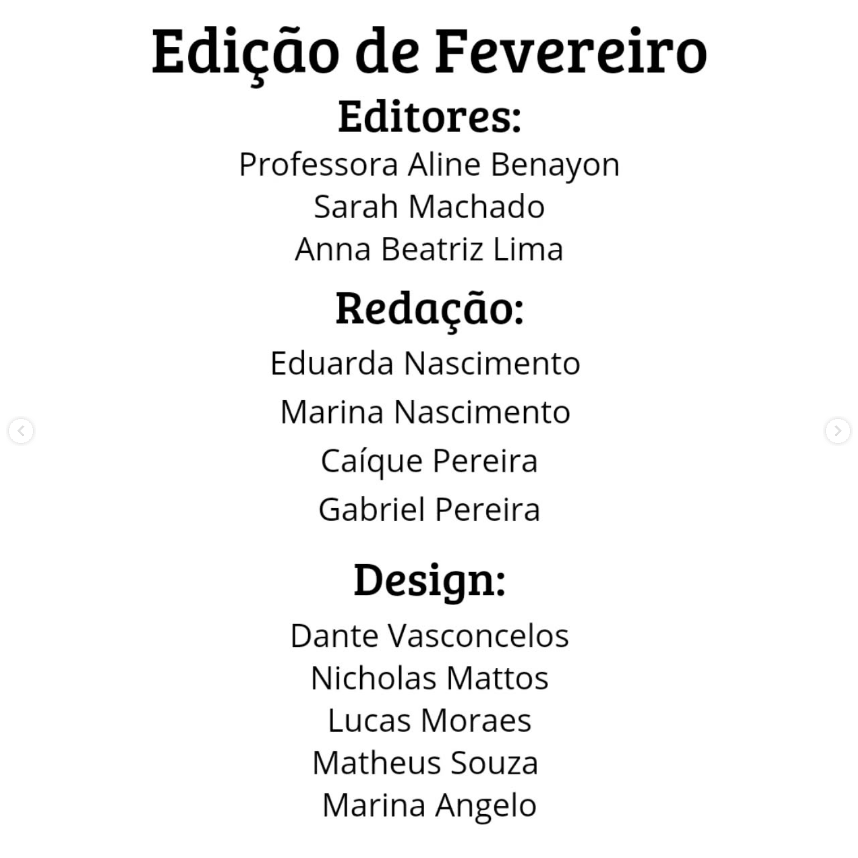 Edição de Fevereiro
Editores:
Professora Aline Benayon
Sarah Machado
Anna Beatriz Lima
Redação:
Eduarda Nascimento
Marina Nascimento
Caíque Pereira
Gabriel Pereira
Design:
Dante Vasconcelos
Nicholas Mattos
Lucas Moraes
Matheus Souza
Marina Angelo